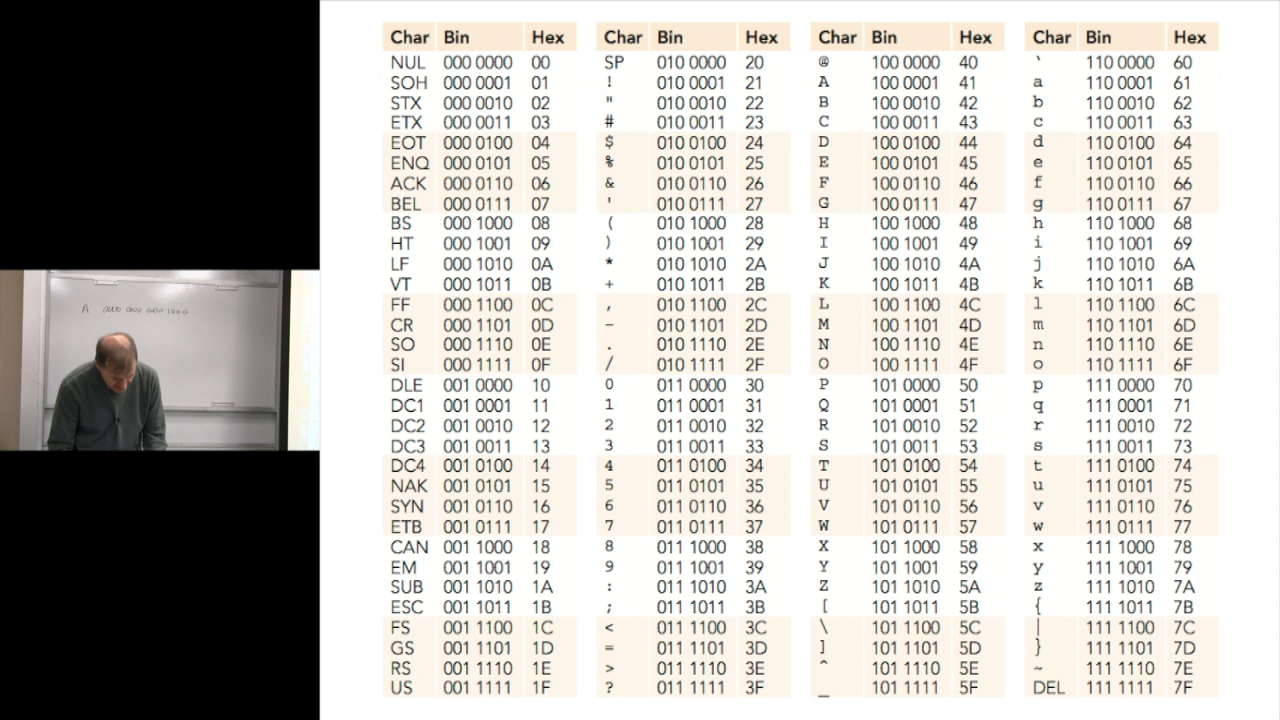 Char Bin Hex Char Bin Hex Char Bin Hex Char Bin Hex
NUL 000 0000 00 SP 010 0000 20 @ 100 0000 40 ` 110 0000 60
SOH 000 0001 01 ! 010 0001 21 A 100 0001 41 a 110 0001 61
STX 000 0010 02 " 010 0010 22 B 100 0010 42 b 110 0010 62
ETX 000 0011 03 # 010 0011 23 C 100 0011 43 c 110 0011 63
EOT 000 0100 04 $ 010 0100 24 D 100 0100 44 d 110 0100 64
ENQ 000 0101 05 % 010 0101 25 E 100 0101 45 e 110 0101 65
ACK 000 0110 06 & 010 0110 26 F 100 0110 46 f 110 0110 66
BEL 000 0111 07 ' 010 0111 27 G 100 0111 47 g 110 0111 67
BS 000 1000 08 ( 010 1000 28 H 100 1000 48 h 110 1000 68
HT 000 1001 09 ) 010 1001 29 I 100 1001 49 i 110 1001 69
LF 000 1010 0A * 010 1010 2A J 100 1010 4A j 110 1010 6A
VT 000 1011 0B + 010 1011 2B K 100 1011 4B k 110 1011 6B
FF 000 1100 0C , 010 1100 2C L 100 1100 4C l 110 1100 6C
CR 000 1101 0D - 010 1101 2D M 100 1101 4D m 110 1101 6D
SO 000 1110 0E . 010 1110 2E N 100 1110 4E n 110 1110 6E
SI 000 1111 0F / 010 1111 2F O 100 1111 4F o 110 1111 6F
DLE 001 0000 10 0 011 0000 30 P 101 0000 50 p 111 0000 70
DC1 001 0001 11 1 011 0001 31 Q 101 0001 51 q 111 0001 71
DC2 001 0010 12 2 011 0010 32 R 101 0010 52 r 111 0010 72
DC3 001 0011 13 3 011 0011 33 S 101 0011 53 s 111 0011 73
DC4 001 0100 14 4 011 0100 34 T 101 0100 54 t 111 0100 74
NAK 001 0101 15 5 011 0101 35 U 101 0101 55 u 111 0101 75
SYN 001 0110 16 6 011 0110 36 V 101 0110 56 v 111 0110 76
ETB 001 0111 17 7 011 0111 37 W 101 0111 57 w 111 0111 77
CAN 001 1000 18 8 011 1000 38 X 101 1000 58 x 111 1000 78
EM 001 1001 19 9 011 1001 39 Y 101 1001 59 y 111 1001 79
SUB 001 1010 1A : 011 1010 3A Z 101 1010 5A z 111 1010 7A
ESC 001 1011 1B ; 011 1011 3B [ 101 1011 5B { 111 1011 7B
FS 001 1100 1C < 011 1100 3C \ 101 1100 5C | 111 1100 7C
GS 001 1101 1D = 011 1101 3D ] 101 1101 5D } 111 1101 7D
RS 001 1110 1E > 011 1110 3E ^ 101 1110 5E ~ 111 1110 7E
US 001 1111 1F ? 011 1111 3F _ 101 1111 5F DEL 111 1111 7F
A 0000 0000 0000 1010